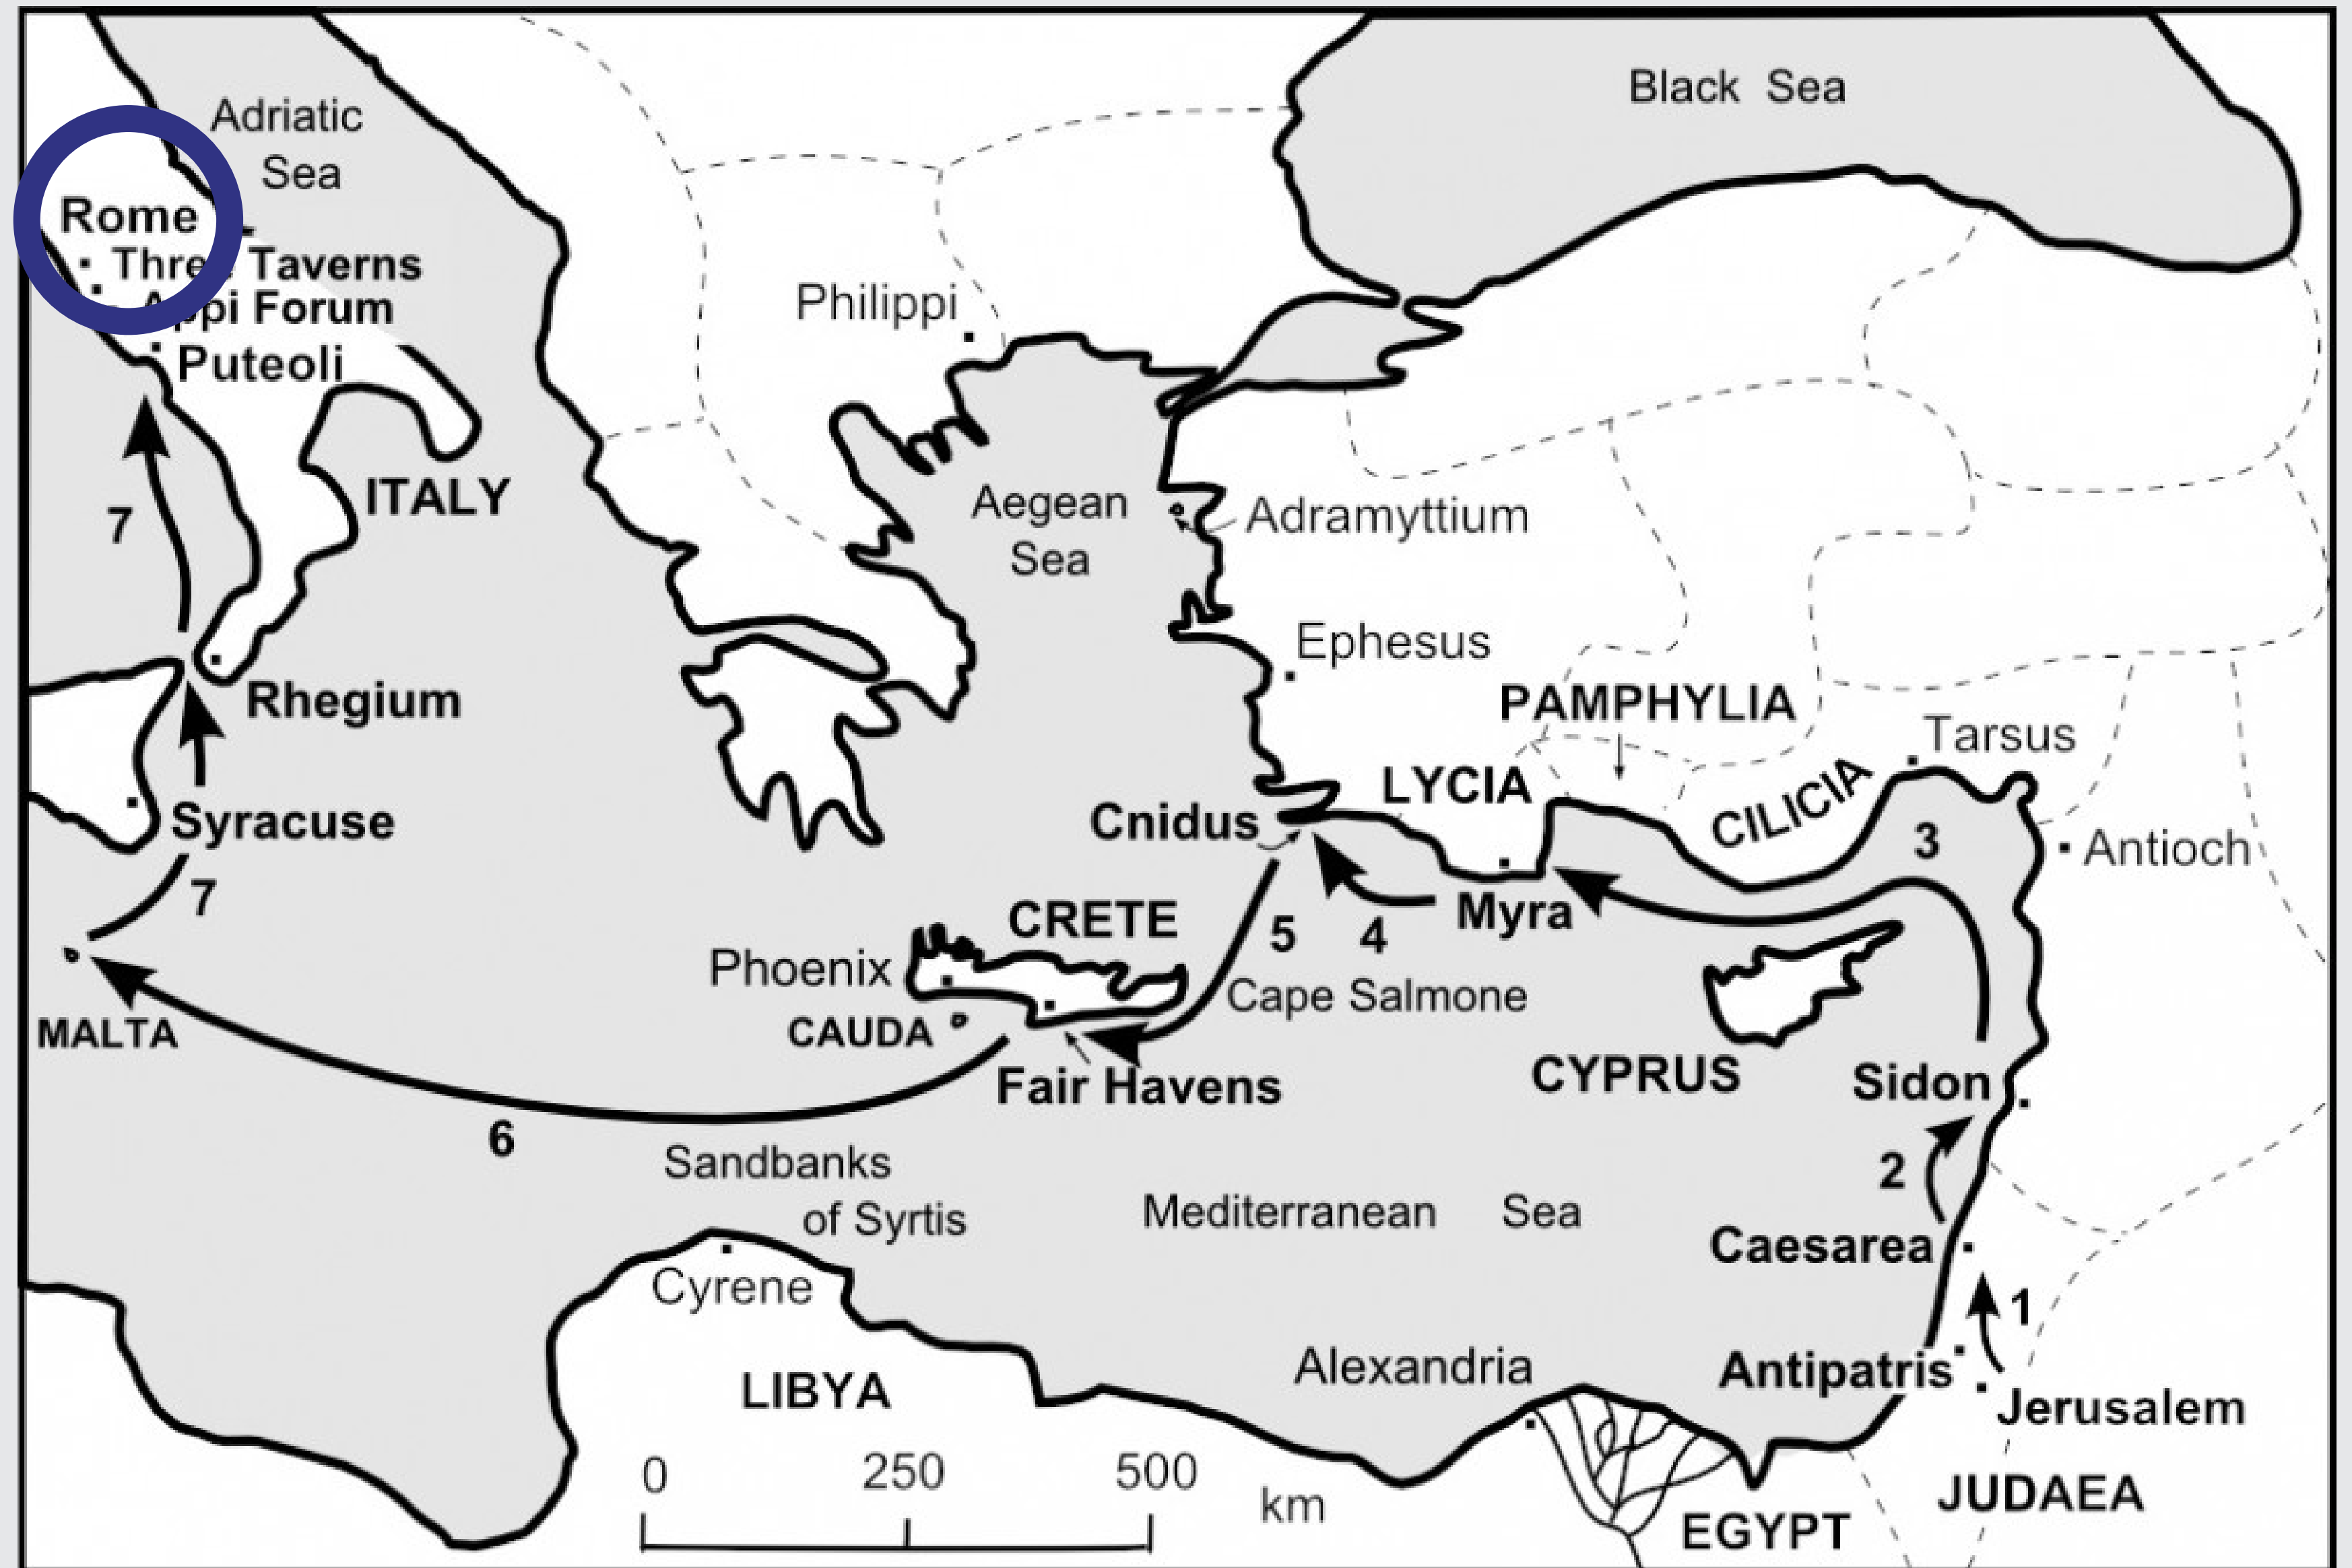 Black Sea
Adriatic
Sea
Rome
Three Taverns
Appi Forum
Puteoli
Philippi
ITALY
7
Aegean
Sea
Adramyttium
Ephesus
PAMPHYLIA
Rhegium
Tarsus
LYCIA
CILICIA
Cnidus
Syracuse
3
Antioch
7
CRETE
5
4
Myra
Phoenix
Cape Salmone
CAUDA
MALTA
Fair Havens
CYPRUS
Sidon
6
Sandbanks
of Syrtis
2
Mediterranean Sea
Caesarea
Cyrene
1
Alexandria
Antipatris
LIBYA
Jerusalem
0 250 500
km
JUDAEA
EGYPT